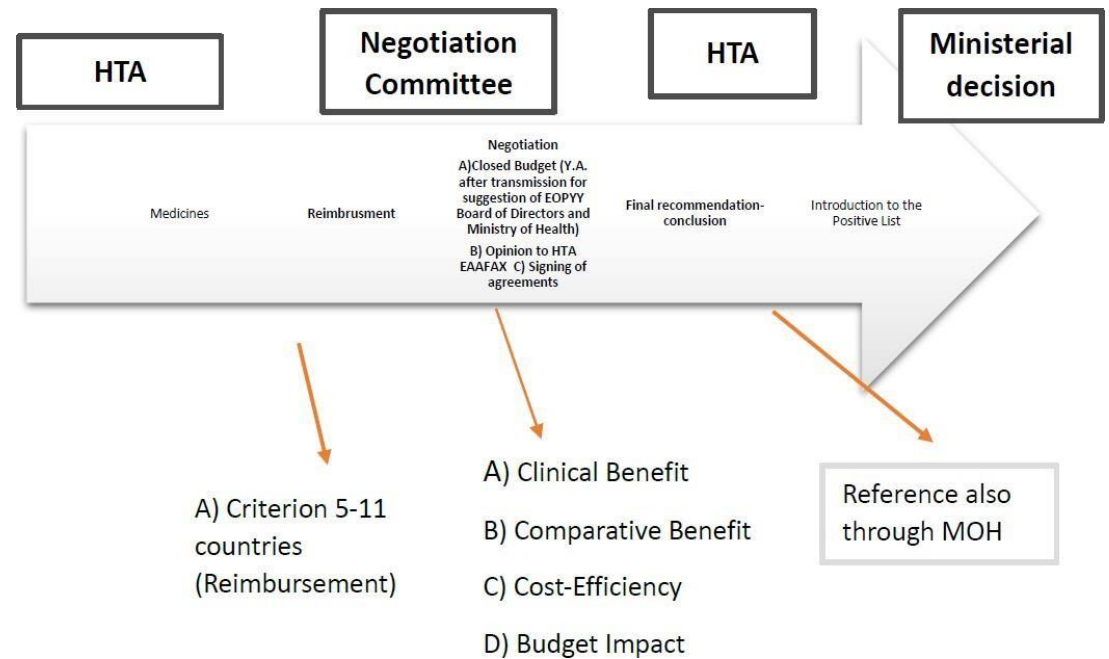 HTA
Negotiation
Committee
HTA
Ministerial
decision
Medicines
Reimbrusment
Negotiation
A)Closed Budget (Y.A.
after transmission for
suggestion of EOPYY
Board of Directors and
Ministry of Health)
B) Opinion to HTA
EAAFAX C) Signing of
agreements
Final recommendation-
conclusion
Introduction to the
Positive List
A) Criterion 5-11
countries
(Reimbursement)
A) Clinical Benefit
B) Comparative Benefit
C) Cost-Efficiency
D) Budget Impact
Reference also
through MOH